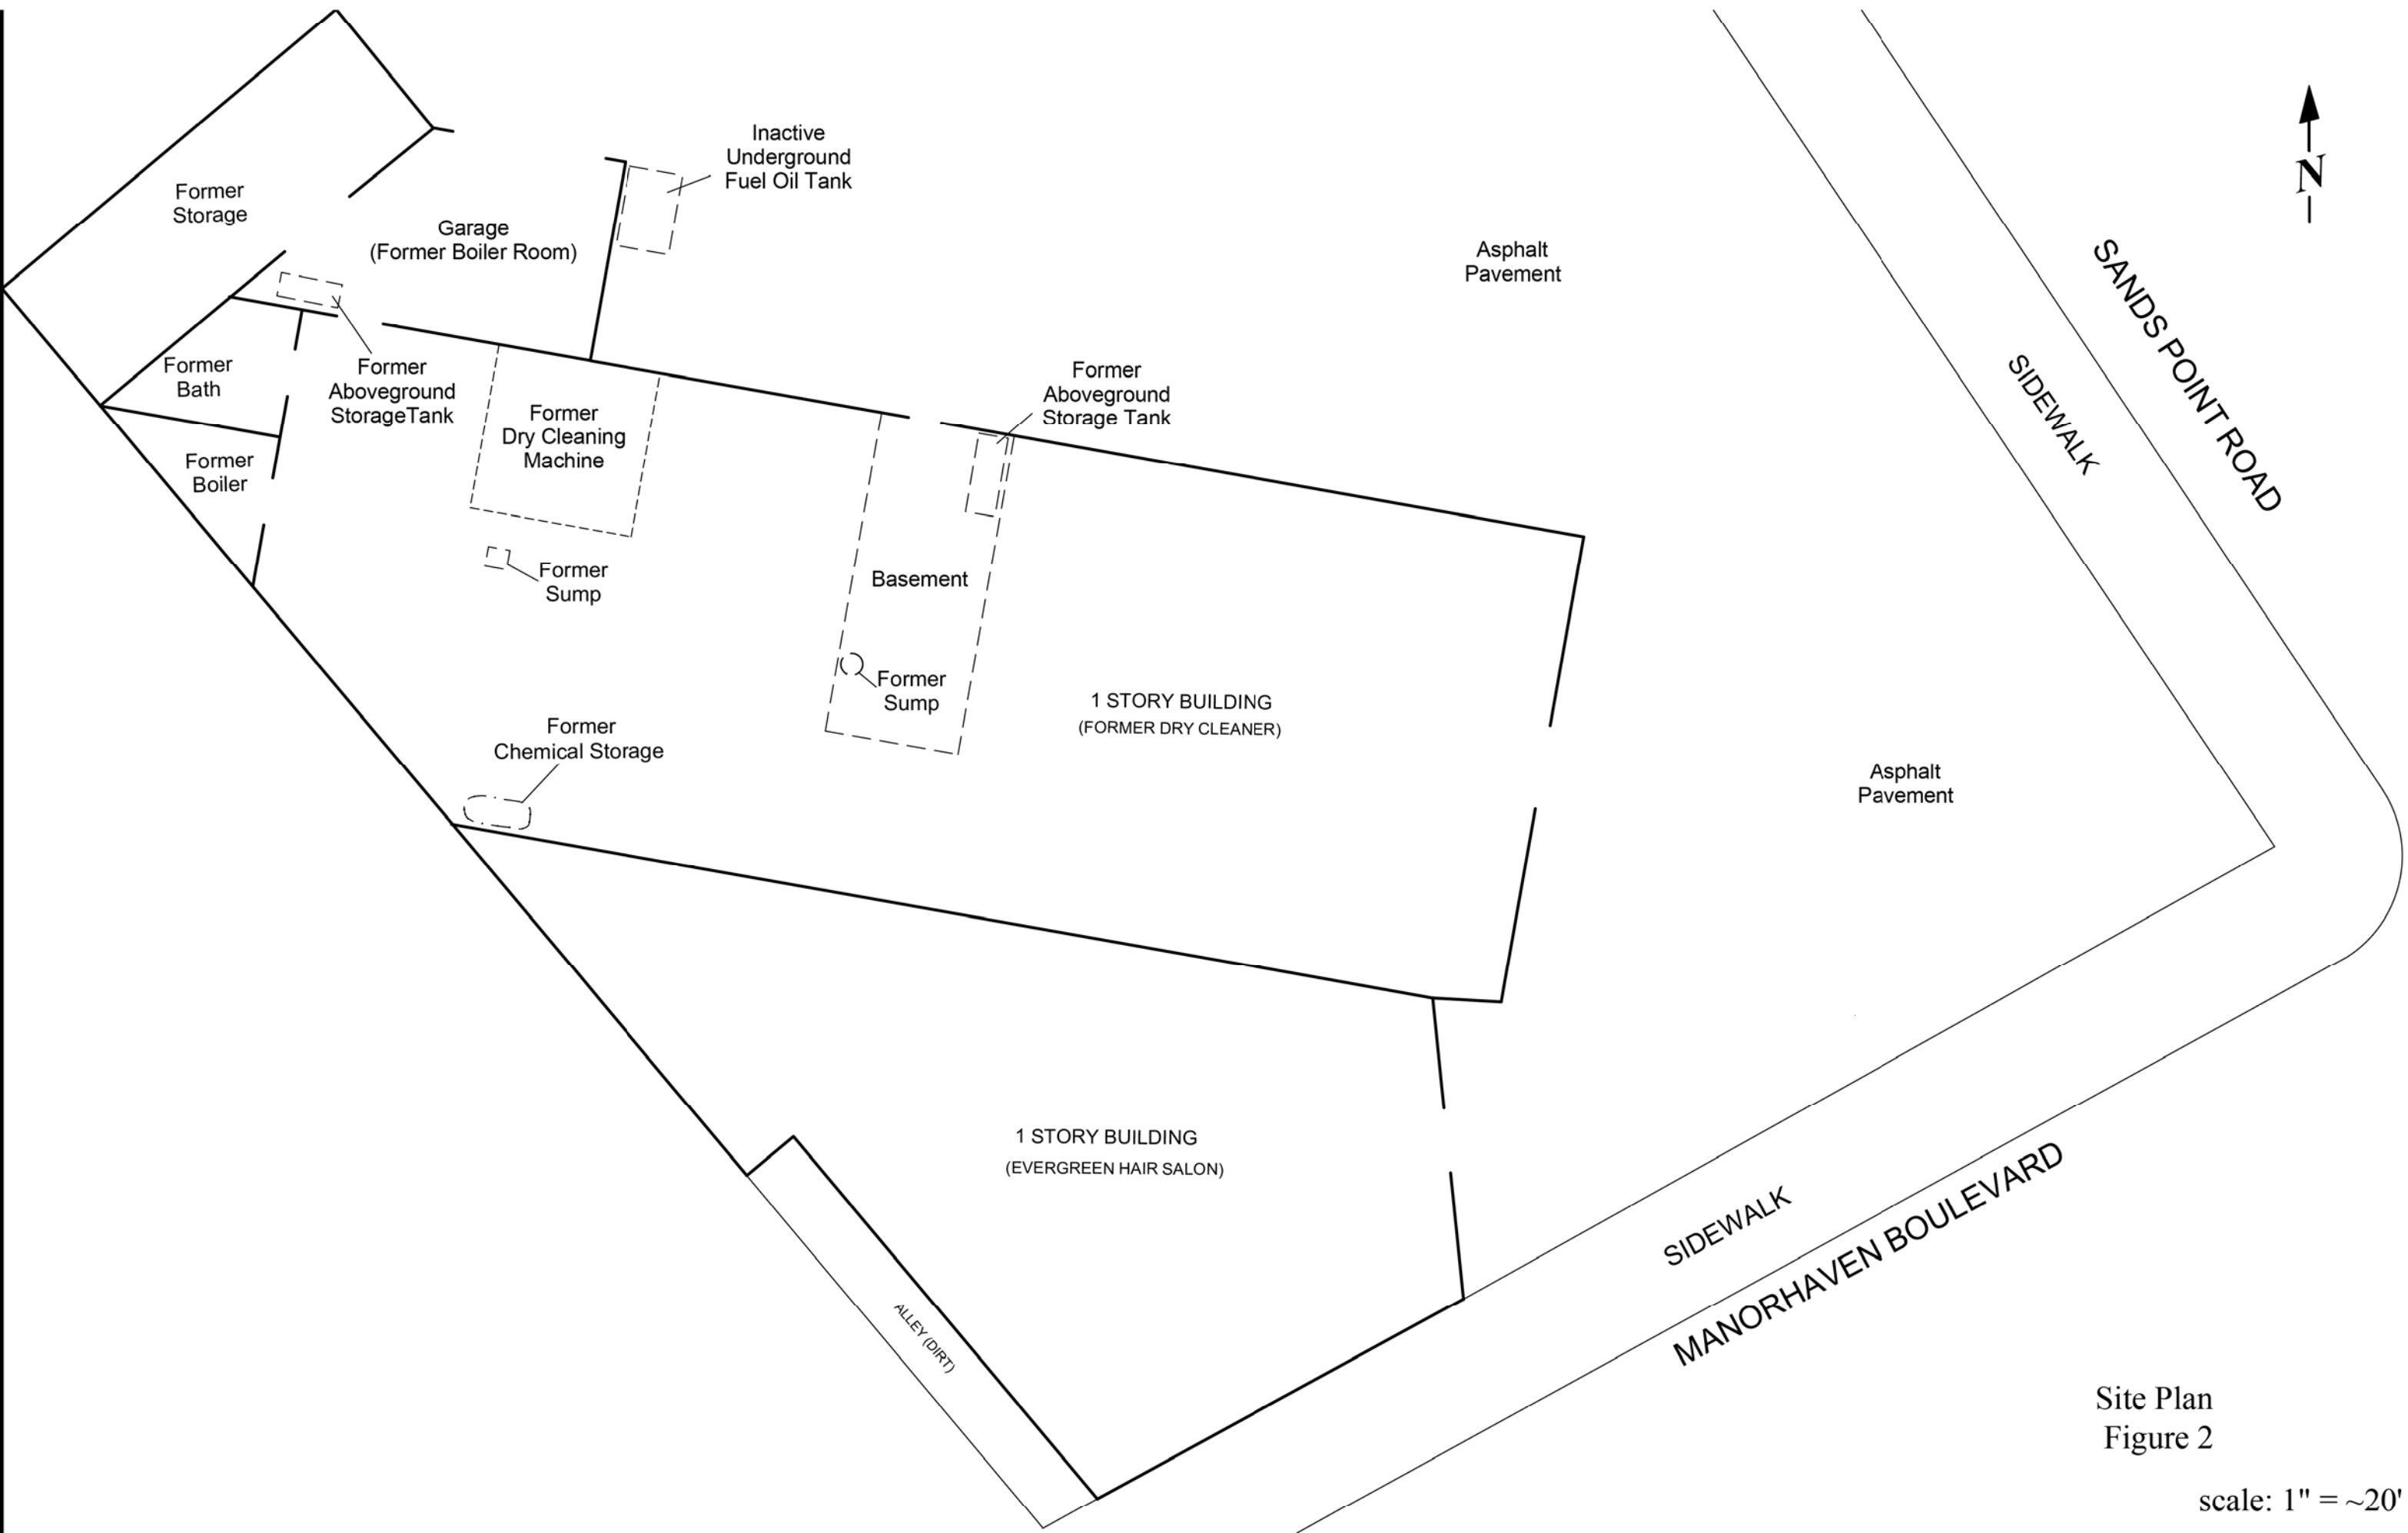 Inactive
Underground
Fuel Oil Tank
Former
Storage
Garage
(Former Boiler Room)
Asphalt
Pavement
N
SANDS POINT ROAD
SIDEWALK
Former
Bath
Former
Aboveground
StorageTank
Former
Dry Cleaning
Machine
Former
Aboveground
Storage Tank
Former
Boiler
Former
Sump
Basement
Former
Sump
1 STORY BUILDING
(FORMER DRY CLEANER)
Former
Chemical Storage
Asphalt
Pavement
1 STORY BUILDING
(EVERGREEN HAIR SALON)
SIDEWALK
MANORHAVEN BOULEVARD
ALLEY (DIRT)
Site Plan
Figure 2
scale: 1" = ~20'